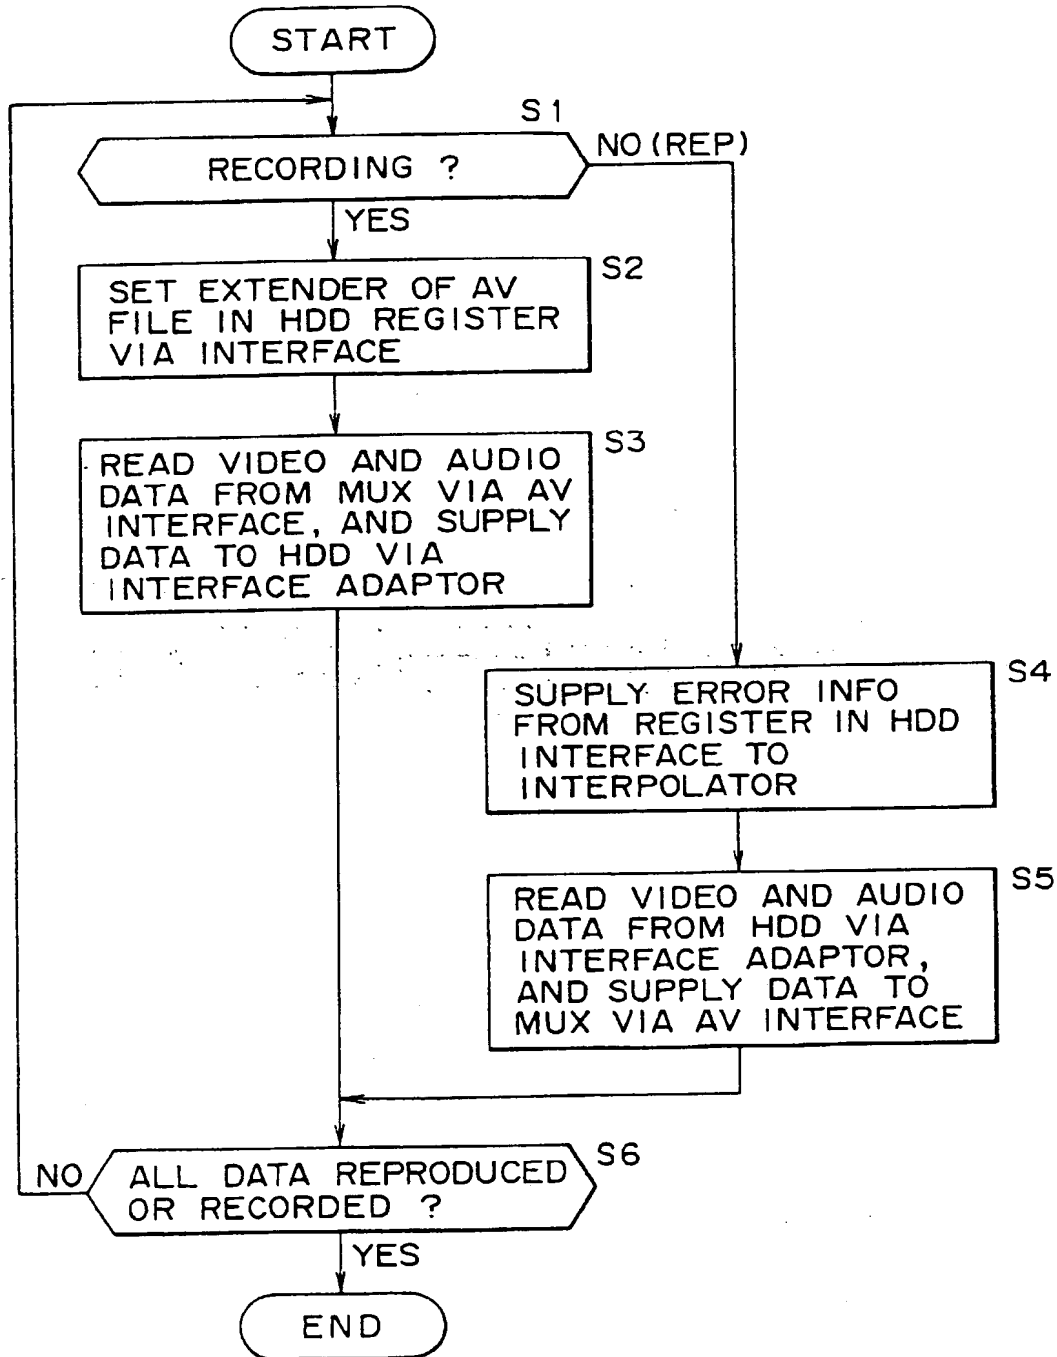 START
S1
RECORDING ?
NO (REP)
YES
S2
SET EXTENDER OF AV
FILE IN HDD REGISTER
VIA INTERFACE
S3
READ VIDEO AND AUDIO
DATA FROM MUX VIA AV
INTERFACE, AND SUPPLY
DATA TO HDD VIA
INTERFACE ADAPTOR
S4
SUPPLY ERROR INFO
FROM REGISTER IN HDD
INTERFACE TO
INTERPOLATOR
S5
READ VIDEO AND AUDIO
DATA FROM HDD VIA
INTERFACE ADAPTOR,
AND SUPPLY DATA TO
MUX VIA AV INTERFACE
S6
NO
ALL DATA REPRODUCED
OR RECORDED ?
YES
END